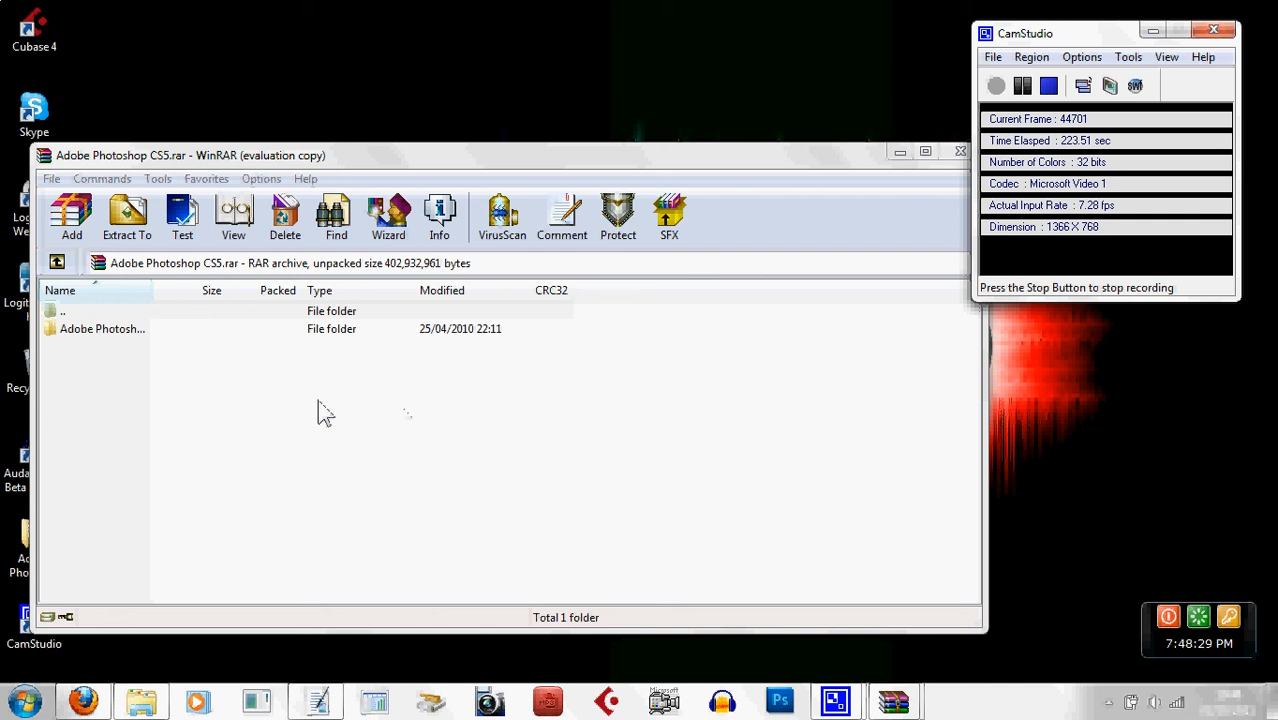 Cubase 4
Skype
Adobe Photoshop CS5.rar - WinRAR (evaluation copy)
File Commands Tools Favorites Options Help
Add Extract To Test View Delete Find Wizard Info VirusScan Comment Protect SFX
Adobe Photoshop CS5.rar - RAR archive, unpacked size 402,932,961 bytes
Name Size Packed Type Modified CRC32
.. File folder
Adobe Photosh... File folder 25/04/2010 22:11
Total 1 folder
CamStudio
File Region Options Tools View Help
Current Frame : 44701
Time Elasped : 223.51 sec
Number of Colors : 32 bits
Codec : Microsoft Video 1
Actual Input Rate : 7.28 fps
Dimension : 1366 X 768
Press the Stop Button to stop recording
Beta
CamStudio
7:48:29 PM
MP3
Microsoft
Ps